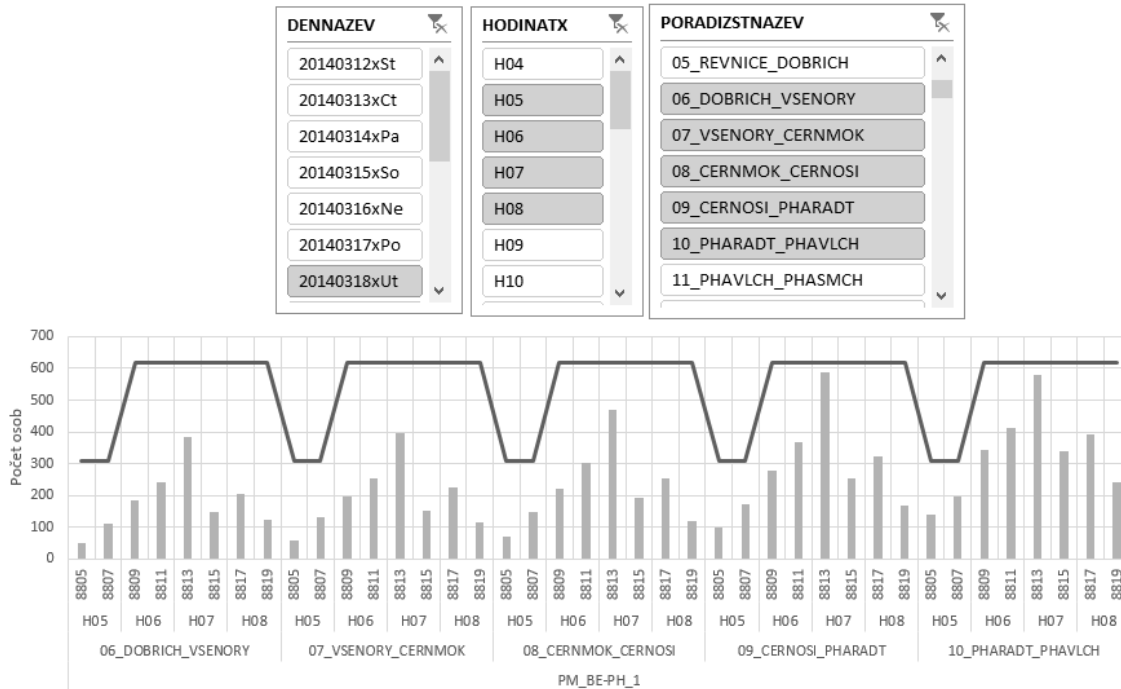 DENNAZEV
20140312xSt
20140313xCt
20140314xPa
20140315xSo
20140316xNe
20140317xPo
20140318xUt
HODINATX
H04
H05
H06
H07
H08
H09
H10
PORADIZSTNAZEV
05_REVNICE_DOBRICH
06_DOBRICH_VSENORY
07_VSENORY_CERNMOK
08_CERNMOK_CERNOSI
09_CERNOSI_PHARADT
10_PHARADT_PHAVLCH
11_PHAVLCH_PHASMCH
Počet osob
700
600
500
400
300
200
100
0
8805 8807 8809 8811 8813 8815 8817 8819 8805 8807 8809 8811 8813 8815 8817 8819 8805 8807 8809 8811 8813 8815 8817 8819 8805 8807 8809 8811 8813 8815 8817 8819 8805 8807 8809 8811 8813 8815 8817 8819
H05 H06 H07 H08 H05 H06 H07 H08 H05 H06 H07 H08 H05 H06 H07 H08 H05 H06 H07 H08
06_DOBRICH_VSENORY 07_VSENORY_CERNMOK 08_CERNMOK_CERNOSI 09_CERNOSI_PHARADT 10_PHARADT_PHAVLCH
PM_BE-PH_1